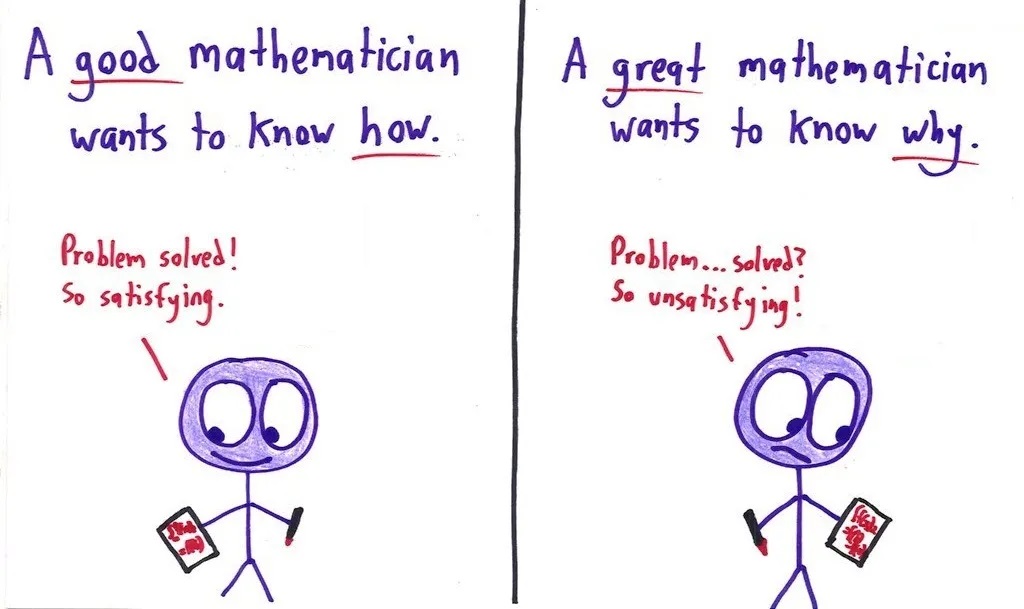 A good mathematician
wants to know how.
Problem solved!
So satisfying.
A great mathematician
wants to know why.
Problem... solved?
So unsatisfying!